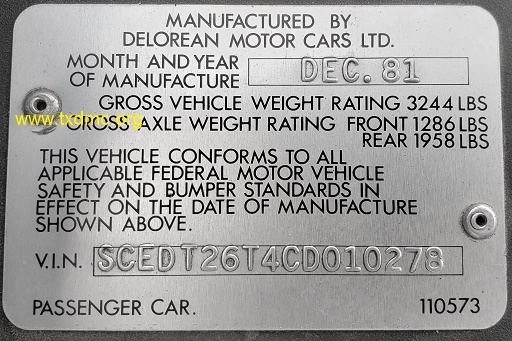 MANUFACTURED BY
DELOREAN MOTOR CARS LTD.
MONTH AND YEAR
OF MANUFACTURE DEC. 81
GROSS VEHICLE WEIGHT RATING 3244 LBS
www.txdmc.org
GROSS AXLE WEIGHT RATING FRONT 1286 LBS
REAR 1958 LBS
THIS VEHICLE CONFORMS TO ALL
APPLICABLE FEDERAL MOTOR VEHICLE
SAFETY AND BUMPER STANDARDS IN
EFFECT ON THE DATE OF MANUFACTURE
SHOWN ABOVE.
V.I.N. SCEDT26T4CD010278
PASSENGER CAR. 110573